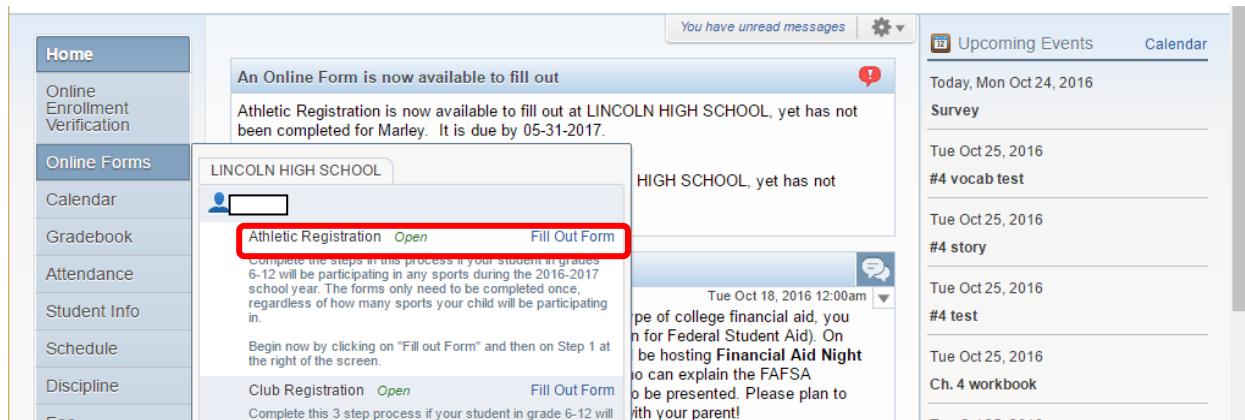 You have unread messages
Home
Online
Enrollment
Verification
Online Forms
Calendar
Gradebook
Attendance
Student Info
Schedule
Discipline
An Online Form is now available to fill out
Athletic Registration is now available to fill out at LINCOLN HIGH SCHOOL, yet has not
been completed for Marley. It is due by 05-31-2017.
HIGH SCHOOL, yet has not
LINCOLN HIGH SCHOOL
Athletic Registration Open Fill Out Form
Complete the steps in this process if your student in grades
6-12 will be participating in any sports during the 2016-2017
school year. The forms only need to be completed once,
regardless of how many sports your child will be participating
in.
Begin now by clicking on "Fill out Form" and then on Step 1 at
the right of the screen.
Club Registration Open Fill Out Form
Complete this 3 step process if your student in grade 6-12 will
Tue Oct 18, 2016 12:00am
pe of college financial aid, you
n for Federal Student Aid). On
be hosting Financial Aid Night
o can explain the FAFSA
o be presented. Please plan to
with your parent!
12 Upcoming Events Calendar
Today, Mon Oct 24, 2016
Survey
Tue Oct 25, 2016
#4 vocab test
Tue Oct 25, 2016
#4 story
Tue Oct 25, 2016
#4 test
Tue Oct 25, 2016
Ch. 4 workbook